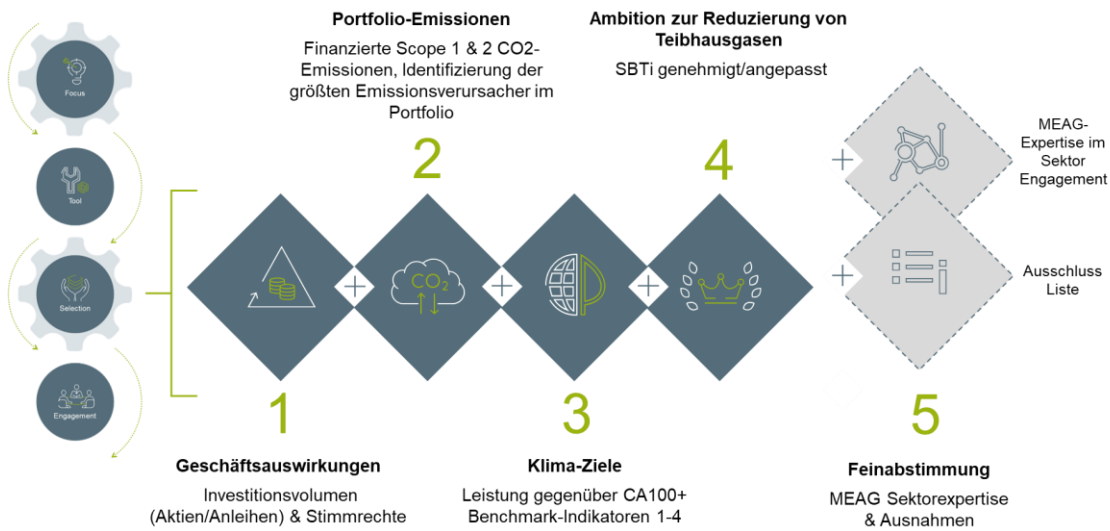 Focus
Tool
Selection
Engagement
Portfolio-Emissionen
Finanzierte Scope 1 & 2 CO2-
Emissionen, Identifizierung der
größten Emissionsverursacher im
Portfolio
2
Ambition zur Reduzierung von
Teibhausgasen
SBTi genehmigt/angepasst
4
CO2
1
Geschäftsauswirkungen
Investitionsvolumen
(Aktien/Anleihen) & Stimmrechte
3
Klima-Ziele
Leistung gegenüber CA100+
Benchmark-Indikatoren 1-4
MEAG-
Expertise im
Sektor
Engagement
Ausschluss
Liste
5
Feinabstimmung
MEAG Sektorexpertise
& Ausnahmen